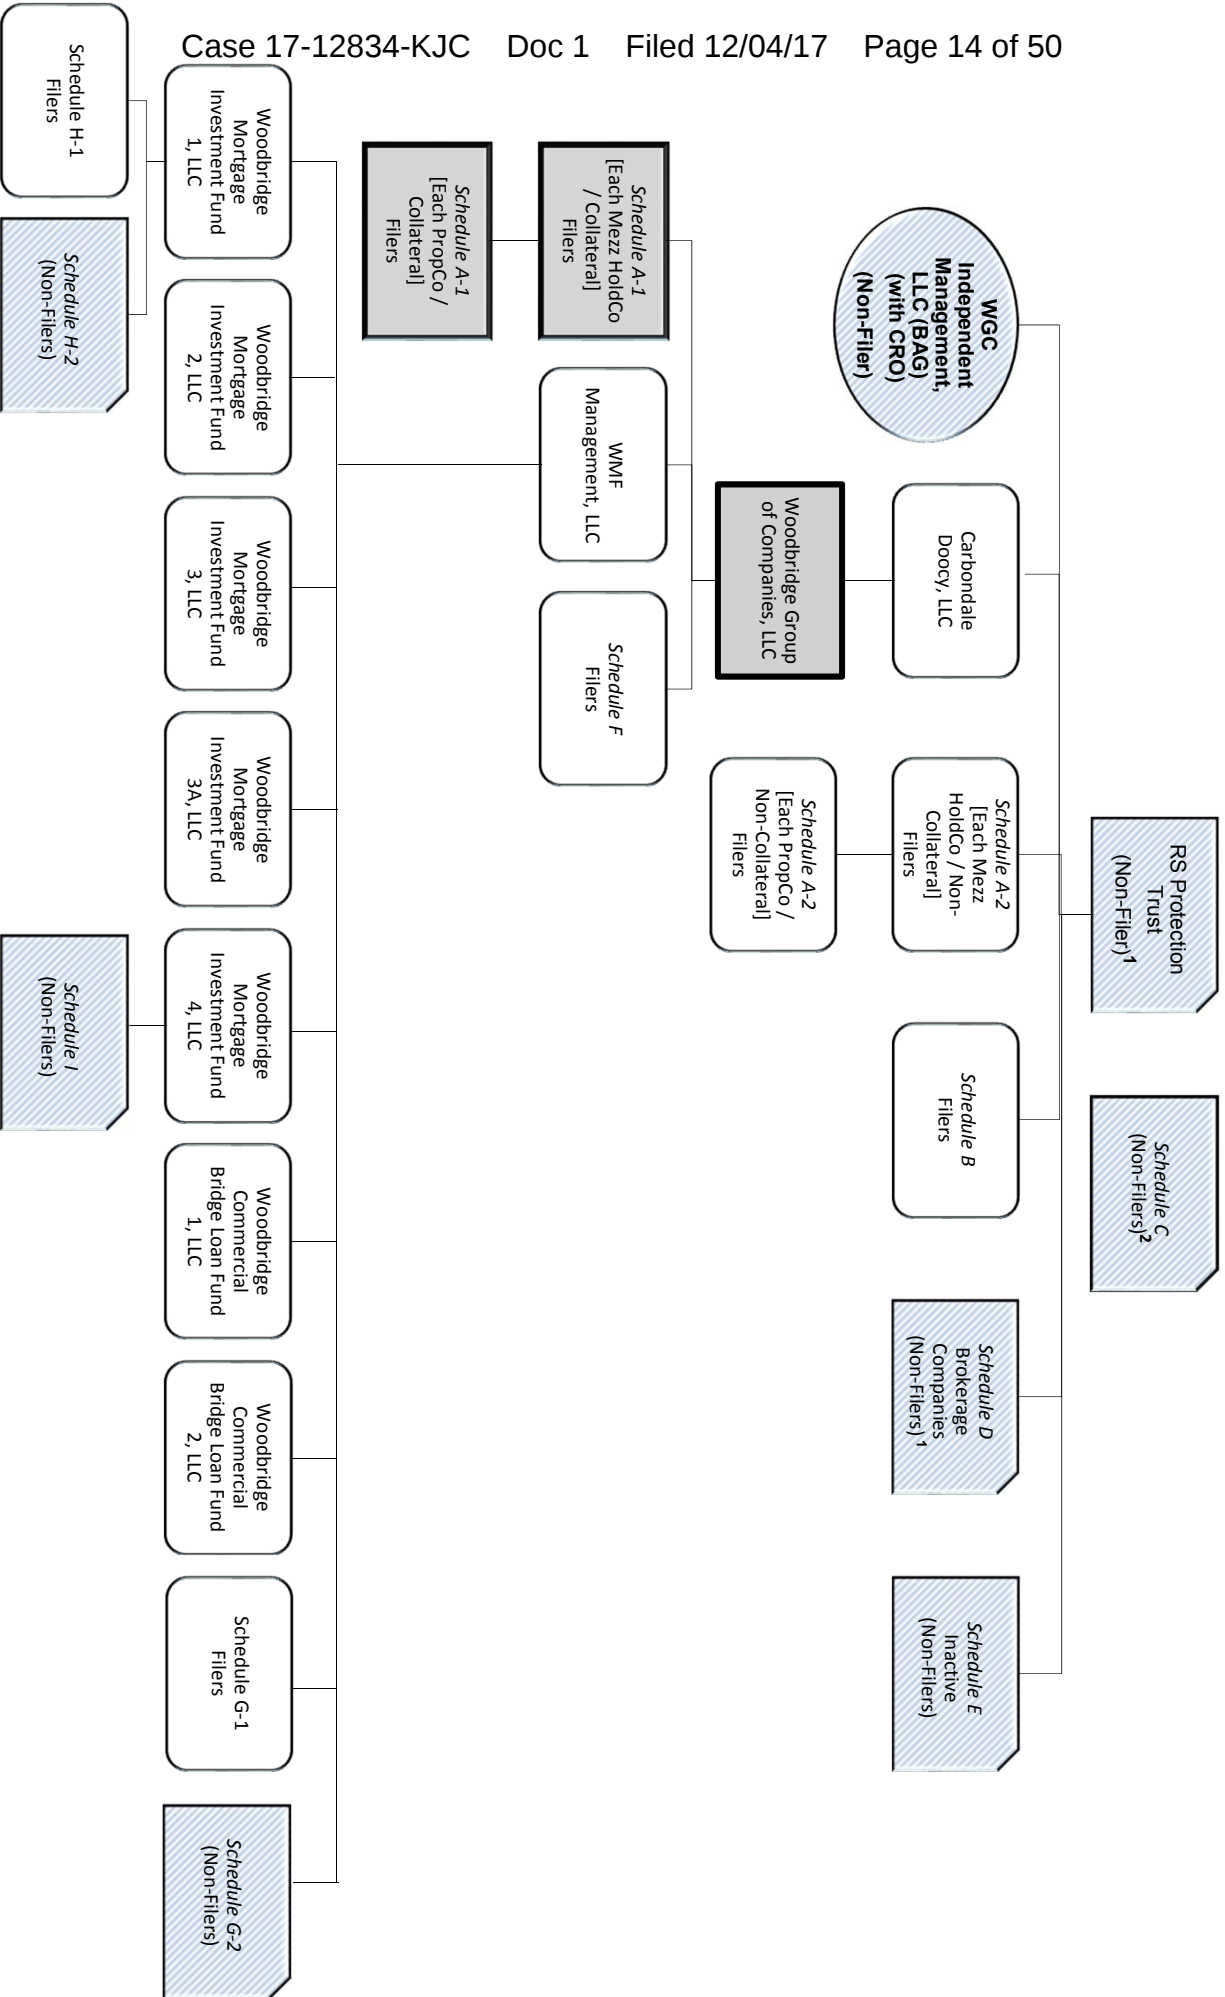 Case 17-12834-KJC Doc 1 Filed 12/04/17 Page 14 of 50
RS Protection
Trust
(Non-Filer)1
Schedule C
(Non-Filers)2
WGC
Independent
Management,
LLC (BAG)
(with CRO)
(Non-Filer)
Carbondale
Doocy, LLC
Schedule A-2
[Each Mezz
HoldCo / Non-
Collateral]
Filers
Schedule B
Filers
Schedule D
Brokerage
Companies
(Non-Filers) 1
Schedule E
Inactive
(Non-Filers)
Woodbridge Group
of Companies, LLC
Schedule A-2
[Each PropCo /
Non-Collateral]
Filers
Schedule A-1
[Each Mezz HoldCo
/ Collateral]
Filers
WMF
Management, LLC
Schedule F
Filers
Schedule A-1
[Each PropCo /
Collateral]
Filers
Woodbridge
Mortgage
Investment Fund
1, LLC
Woodbridge
Mortgage
Investment Fund
2, LLC
Woodbridge
Mortgage
Investment Fund
3, LLC
Woodbridge
Mortgage
Investment Fund
3A, LLC
Woodbridge
Mortgage
Investment Fund
4, LLC
Woodbridge
Commercial
Bridge Loan Fund
1, LLC
Woodbridge
Commercial
Bridge Loan Fund
2, LLC
Schedule G-1
Filers
Schedule G-2
(Non-Filers)
Schedule H-1
Filers
Schedule H-2
(Non-Filers)
Schedule I
(Non-Filers)